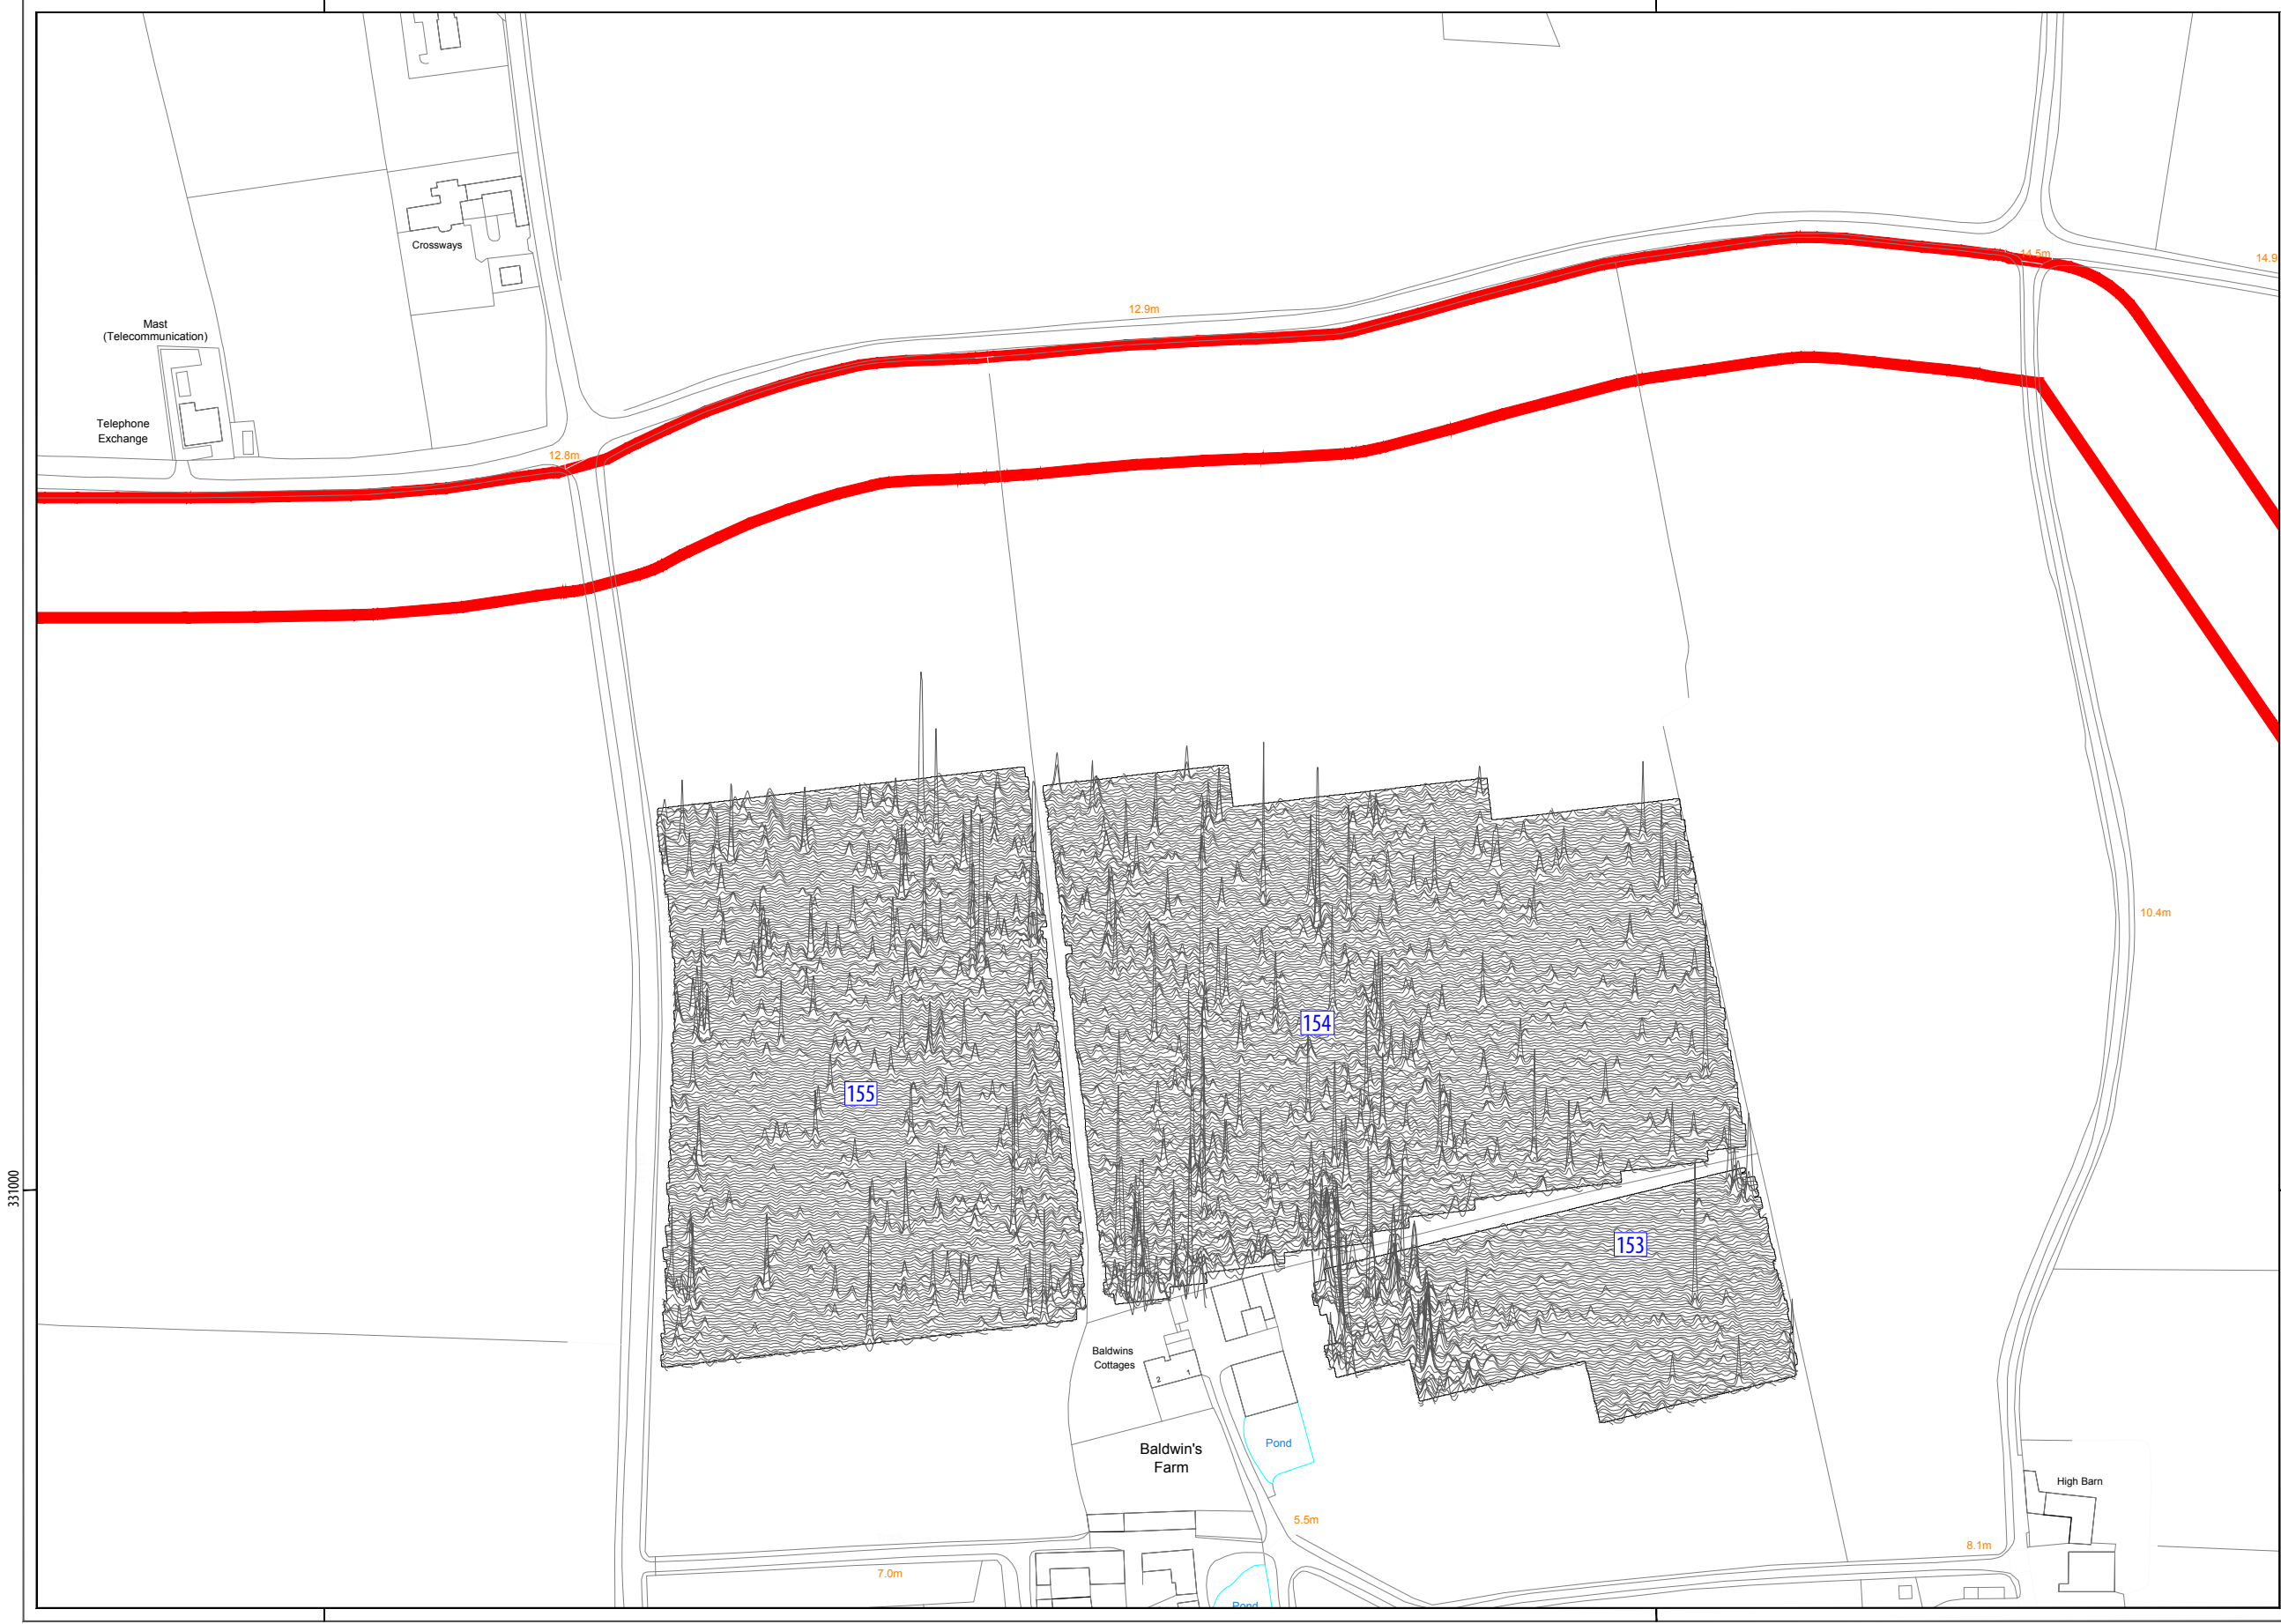 Crossways
14.5m
14.9
12.9m
Mast
(Telecommunication)
Telephone
Exchange
12.8m
10.4m
154
155
331000
153
Baldwins
Cottages
2
1
Baldwin's
Farm
Pond
High Barn
5.5m
8.1m
7.0m
Pond